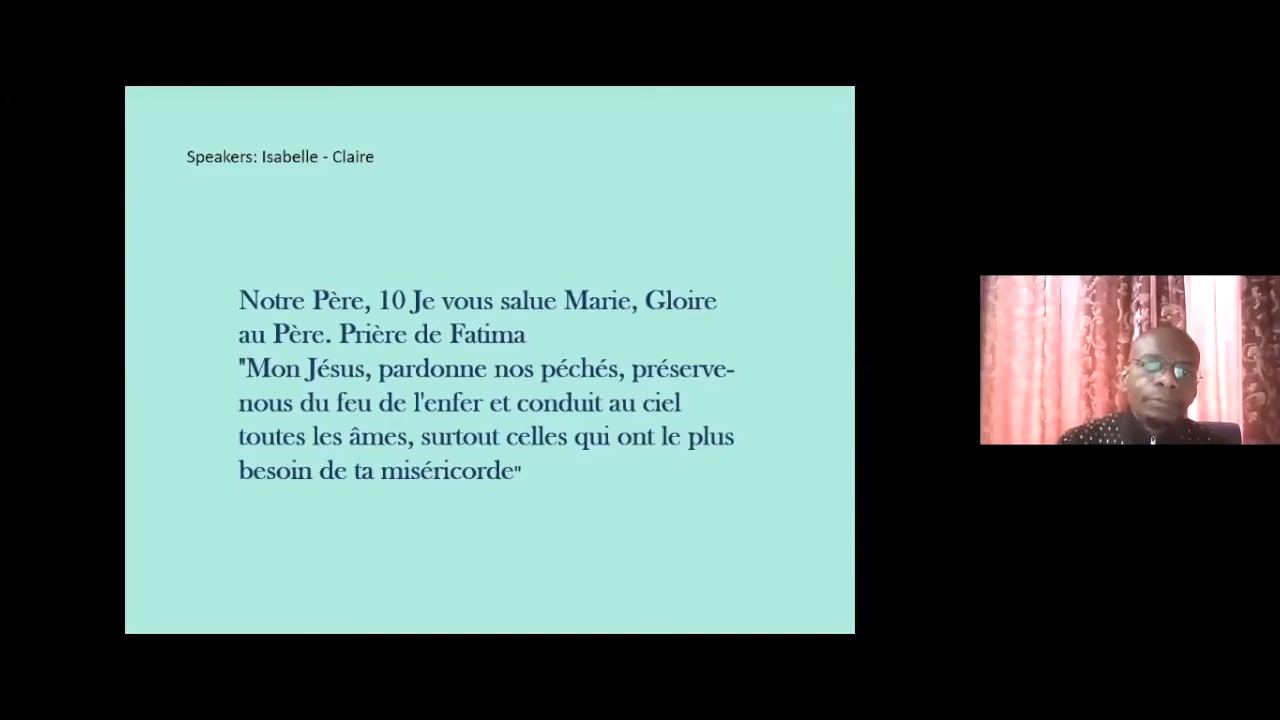 Speakers: Isabelle - Claire
Notre Père, 10 Je vous salue Marie, Gloire
au Père. Prière de Fatima
"Mon Jésus, pardonne nos péchés, préserve-
nous du feu de l'enfer et conduit au ciel
toutes les âmes, surtout celles qui ont le plus
besoin de ta miséricorde"